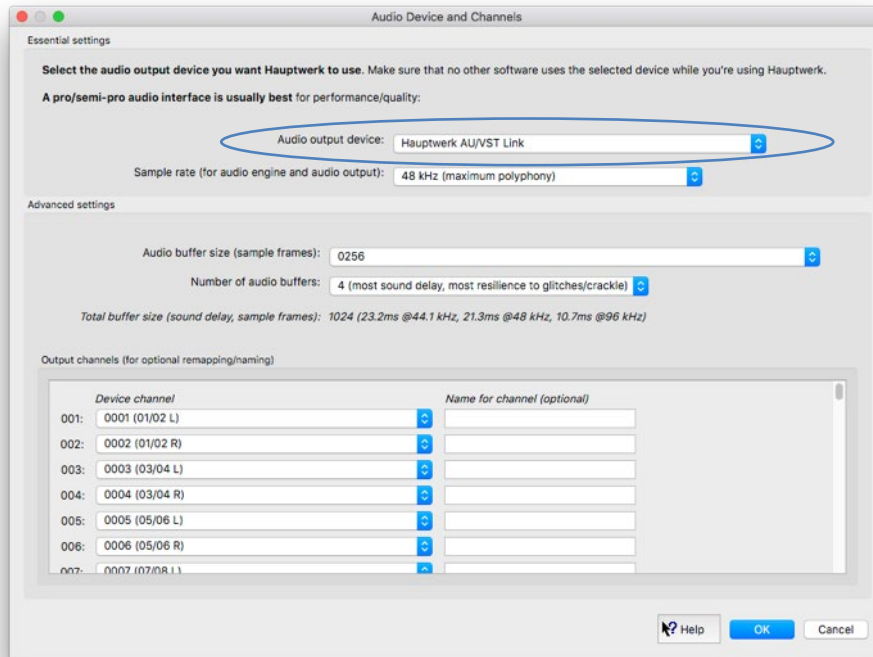 Audio Device and Channels
Essential settings
Select the audio output device you want Hauptwerk to use. Make sure that no other software uses the selected device while you're using Hauptwerk.
A pro/semi-pro audio interface is usually best for performance/quality:
Audio output device: Hauptwerk AU/VST Link
Sample rate (for audio engine and audio output): 48 kHz (maximum polyphony)
Advanced settings
Audio buffer size (sample frames): 0256
Number of audio buffers: 4 (most sound delay, most resilience to glitches/crackle)
Total buffer size (sound delay, sample frames): 1024 (23.2ms @44.1 kHz, 21.3ms @48 kHz, 10.7ms @96 kHz)
Output channels (for optional remapping/naming)
Device channel Name for channel (optional)
001: 0001 (01/02 L)
002: 0002 (01/02 R)
003: 0003 (03/04 L)
004: 0004 (03/04 R)
005: 0005 (05/06 L)
006: 0006 (05/06 R)
007: 0007 (07/08 L)
? Help OK Cancel